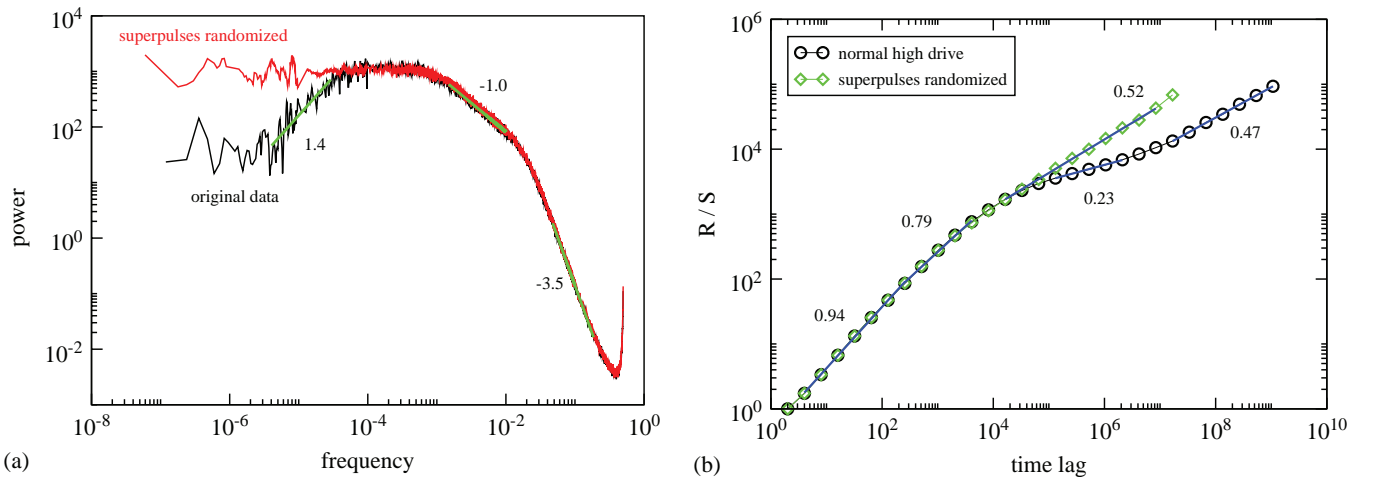 superpulses randomized
original data
1.4
-1.0
-3.5
power
10^4
10^2
10^0
10^-2
10^-8
10^-6
10^-4
10^-2
10^0
frequency
(a)
normal high drive
superpulses randomized
0.52
0.47
0.23
0.79
0.94
R / S
10^6
10^4
10^2
10^0
10^0
10^2
10^4
10^6
10^8
10^10
time lag
(b)